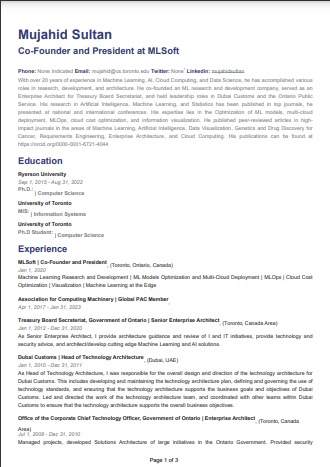 Mujahid Sultan
Co-Founder and President at MLSoft
Phone: None Indicated Email: mujahid@cs.toronto.edu Twitter: None' Linkedin: mujahidsultan
With over 20 years of experience in Machine Learning, AI, Cloud Computing, and Data Science, he has accomplished various
roles in research, development, and architecture. He co-founded an ML research and development company, served as an
Enterprise Architect for Treasury Board Secretariat, and held leadership roles in Dubai Customs and the Ontario Public
Service. His research in Artificial Intelligence, Machine Learning, and Statistics has been published in top journals, he
presented at national and international conferences. His expertise lies in the Optimization of ML models, multi-cloud
deployment, MLOps, cloud cost optimization, and information visualization. He published peer-reviewed articles in high-
impact journals in the areas of Machine Learning, Artificial Intelligence, Data Visualization, Genetics and Drug Discovery for
Cancer, Requirements Engineering, Enterprise Architecture, and Cloud Computing. His publications can be found at
https://orcid.org/0000-0001-6721-4044
Education
Ryerson University
Sep 1, 2015 - Aug 31, 2023
Ph.D.: | Computer Science
University of Toronto
MIS: | Information Systems
University of Toronto
Ph.D Student: | Computer Science
Experience
MLSoft | Co-Founder and President , (Toronto, Ontario, Canada)
Jan 1, 2020
Machine Learning Research and Development | ML Models Optimization and Multi-Cloud Deployment | MLOps | Cloud Cost
Optimization | Visualization | Machine Learning at the Edge
Association for Computing Machinery | Global PAC Member,
Apr 1, 2017 - Jan 31, 2023
Treasury Board Secretariat, Government of Ontario | Senior Enterprise Architect , (Toronto, Canada Area)
Jan 1, 2012 - Dec 31, 2020
As Senior Enterprise Architect, I provide architecture guidance and review of I and IT initiatives, provide technology and
security advice, and architect/develop cutting edge Machine Learning and AI solutions.
Dubai Customs | Head of Technology Architecture , (Dubai, UAE)
Jan 1, 2010 - Dec 31, 2011
As Head of Technology Architecture, I was responsible for the overall design and direction of the technology architecture for
Dubai Customs. This includes developing and maintaining the technology architecture plan, defining and governing the use of
technology standards, and ensuring that the technology architecture supports the business goals and objectives of Dubai
Customs. Led and directed the work of the technology architecture team, and coordinated with other teams within Dubai
Customs to ensure that the technology architecture supports the overall business objectives.
Office of the Corporate Chief Technology Officer, Government of Ontario | Enterprise Architect , (Toronto, Canada
Area)
Jul 1, 2008 - Dec 31, 2010
Managed projects, developed Solutions Architecture of large initiatives in the Ontario Government. Provided security
Page 1 of 3